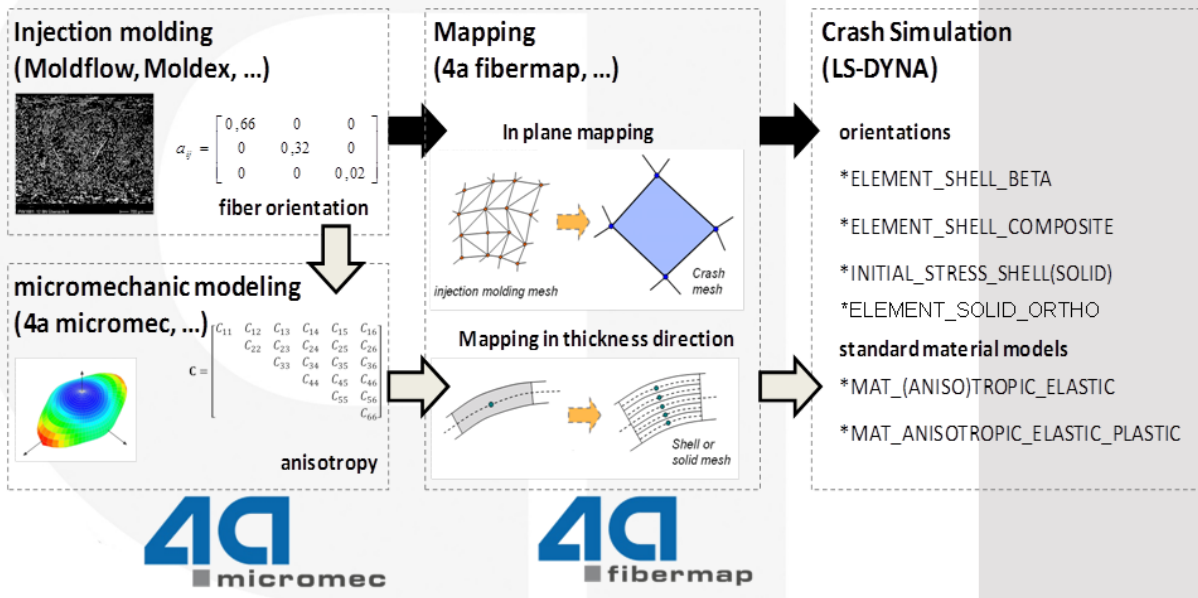 Injection molding
(Moldflow, Moldex, …)
a_ij = [ 0,66 0 0
0 0,32 0
0 0 0,02 ]
fiber orientation
micromechanic modeling
(4a micromec, …)
C = [ C11 C12 C13 C14 C15 C16
C22 C23 C24 C25 C26
C33 C34 C35 C36
C44 C45 C46
C55 C56
C66 ]
anisotropy
4a
micromec
Mapping
(4a fibermap, …)
In plane mapping
injection molding mesh
Crash
mesh
Mapping in thickness direction
Shell or
solid mesh
4a
fibermap
Crash Simulation
(LS-DYNA)
orientations
*ELEMENT_SHELL_BETA
*ELEMENT_SHELL_COMPOSITE
*INITIAL_STRESS_SHELL(SOLID)
*ELEMENT_SOLID_ORTHO
standard material models
*MAT_(ANISO)TROPIC_ELASTIC
*MAT_ANISOTROPIC_ELASTIC_PLASTIC